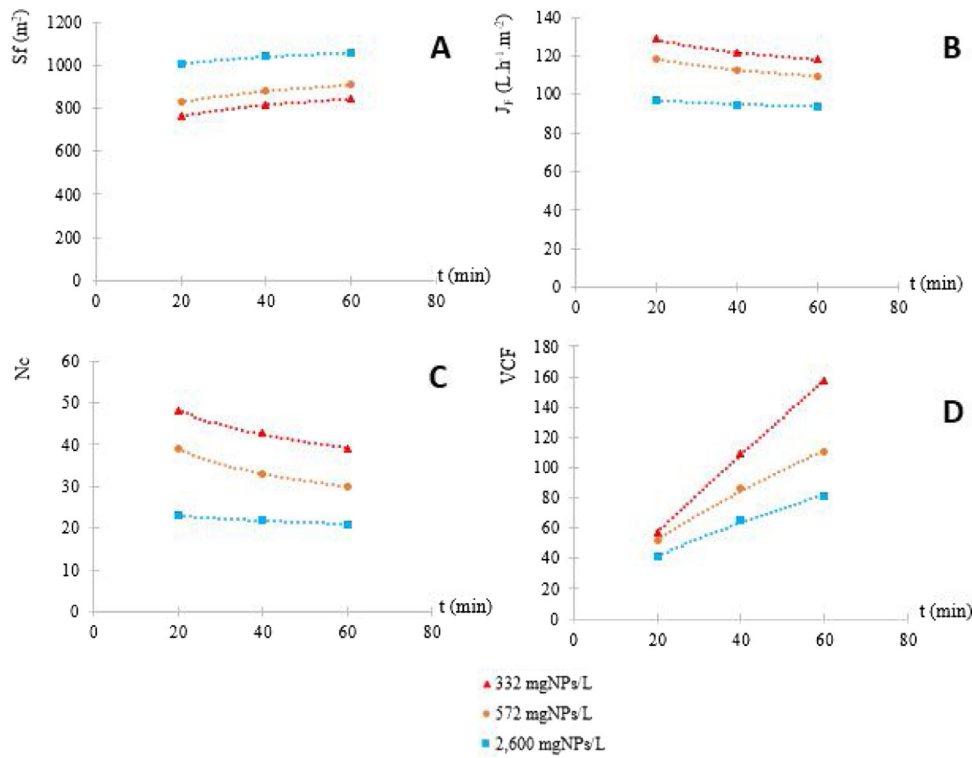 Sf (m²)
A
1200
1000
800
600
400
200
0
0 20 40 60 80
t (min)
J_F (L.h⁻¹.m⁻²)
B
140
120
100
80
60
40
20
0
0 20 40 60 80
t (min)
Nc
C
60
50
40
30
20
10
0
0 20 40 60 80
t (min)
VCF
D
180
160
140
120
100
80
60
40
20
0
0 20 40 60 80
t (min)
332 mgNPs/L
572 mgNPs/L
2,600 mgNPs/L